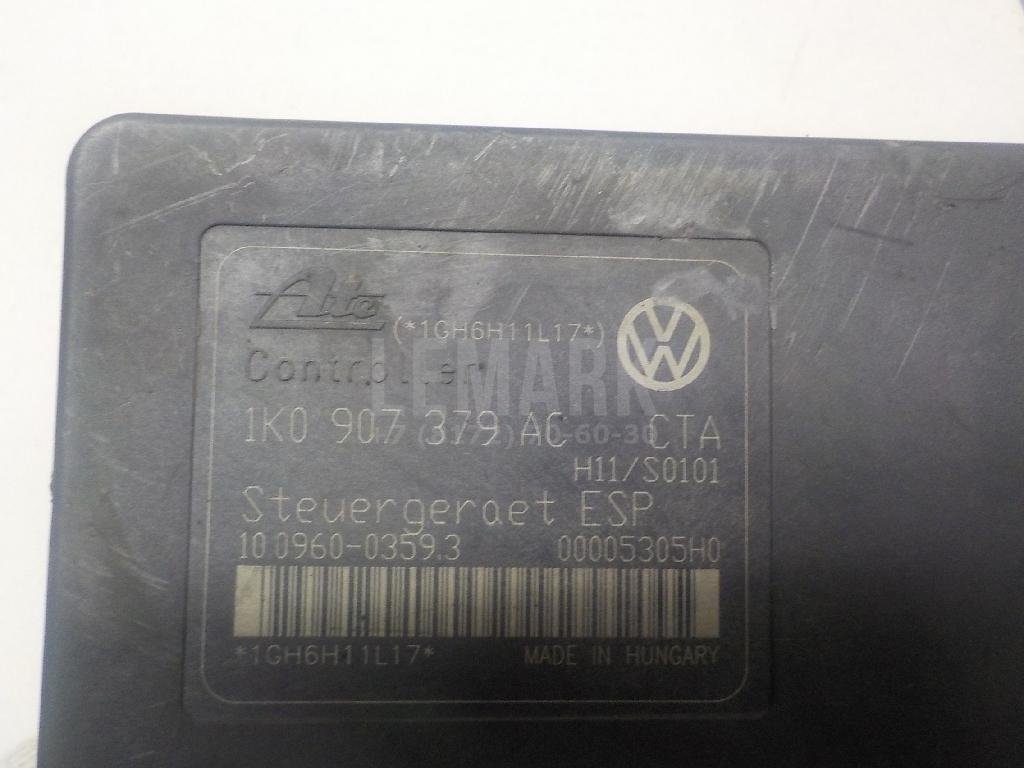 Ate (*1GH6H11L17*)
Controller
LEMARK
1K0 907 379 AC CTA
H11/S0101
Steuergeraet ESP
10.0960-0359.3 00005305H0
*1GH6H11L17* MADE IN HUNGARY